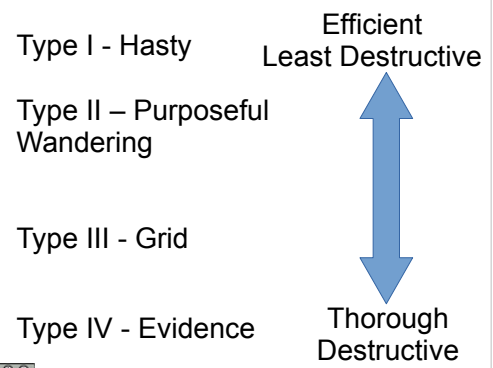 Type I - Hasty
Efficient
Least Destructive
Type II – Purposeful
Wandering
Type III - Grid
Type IV - Evidence
Thorough
Destructive